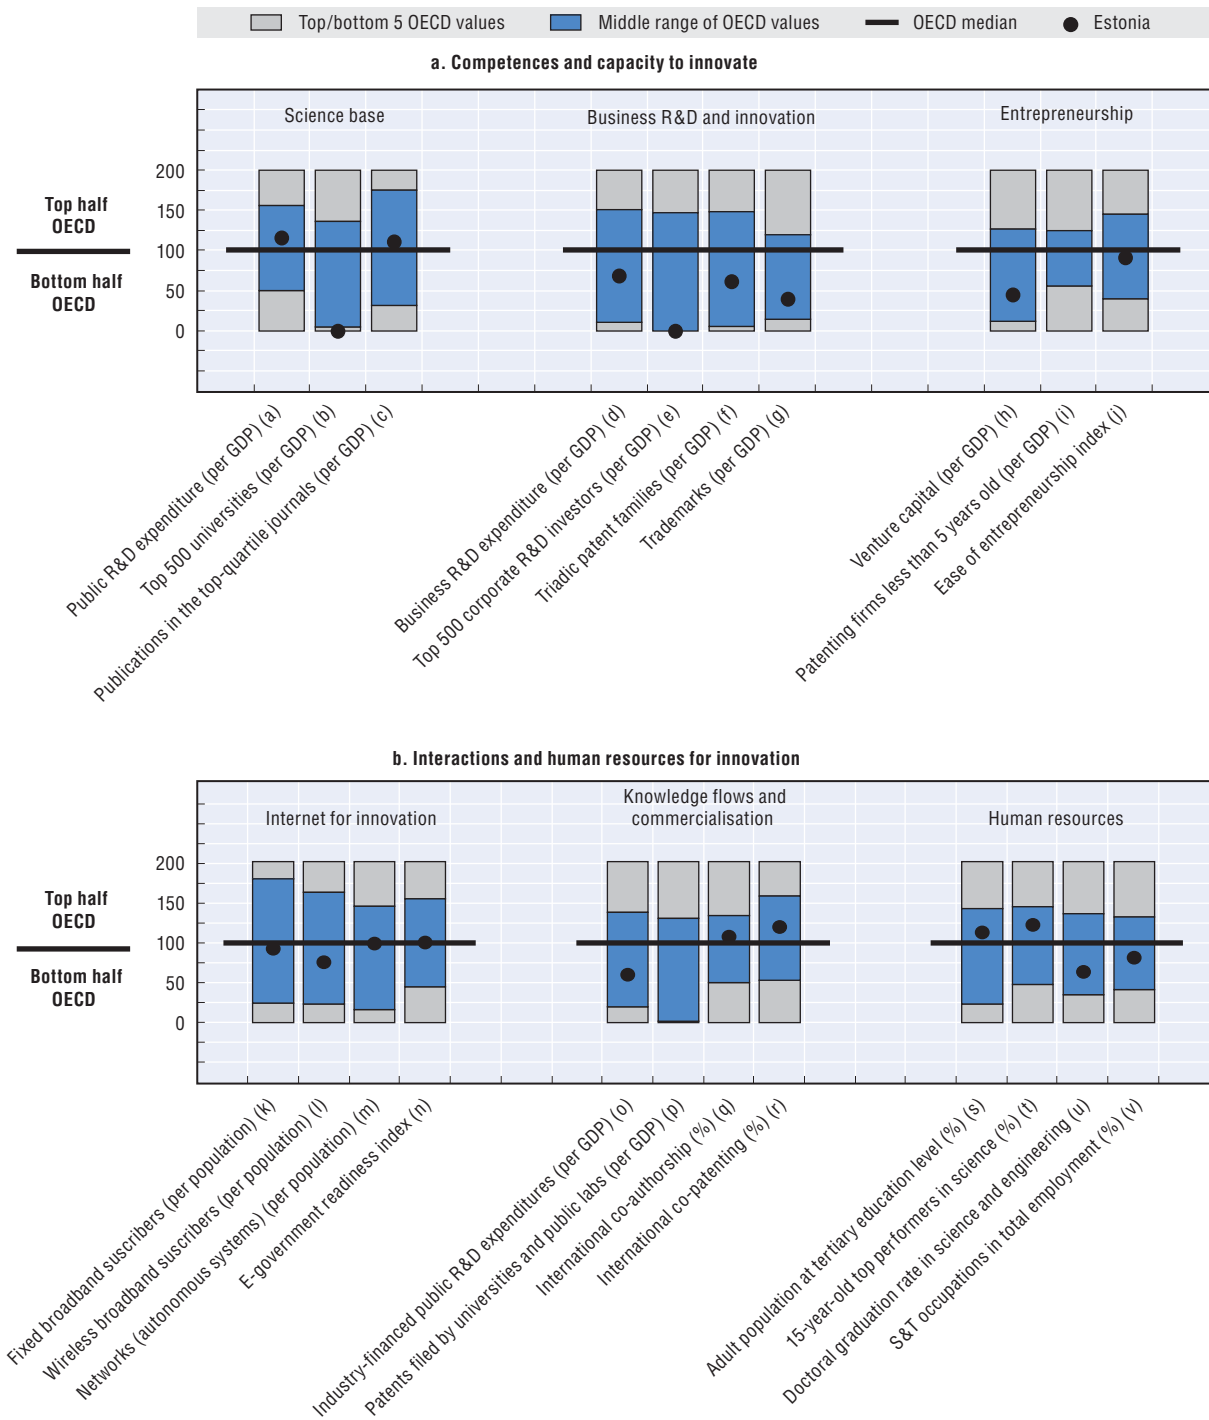 Top/bottom 5 OECD values
Middle range of OECD values
OECD median
Estonia
a. Competences and capacity to innovate
Science base
Business R&D and innovation
Entrepreneurship
200
150
100
50
0
Top half
OECD
Bottom half
OECD
Public R&D expenditure (per GDP) (a)
Top 500 universities (per GDP) (b)
Publications in the top-quartile journals (per GDP) (c)
Business R&D expenditure (per GDP) (d)
Top 500 corporate R&D investors (per GDP) (e)
Triadic patent families (per GDP) (f)
Trademarks (per GDP) (g)
Venture capital (per GDP) (h)
Patenting firms less than 5 years old (per GDP) (i)
Ease of entrepreneurship index (j)
b. Interactions and human resources for innovation
Internet for innovation
Knowledge flows and
commercialisation
Human resources
200
150
100
50
0
Top half
OECD
Bottom half
OECD
Fixed broadband suscribers (per population) (k)
Wireless broadband suscribers (per population) (l)
Networks (autonomous systems) (per population) (m)
E-government readiness index (n)
Industry-financed public R&D expenditures (per GDP) (o)
Patents filed by universities and public labs (per GDP) (p)
International co-authorship (%) (q)
International co-patenting (%) (r)
Adult population at tertiary education level (%) (s)
15-year-old top performers in science (%) (t)
Doctoral graduation rate in science and engineering (u)
S&T occupations in total employment (%) (v)